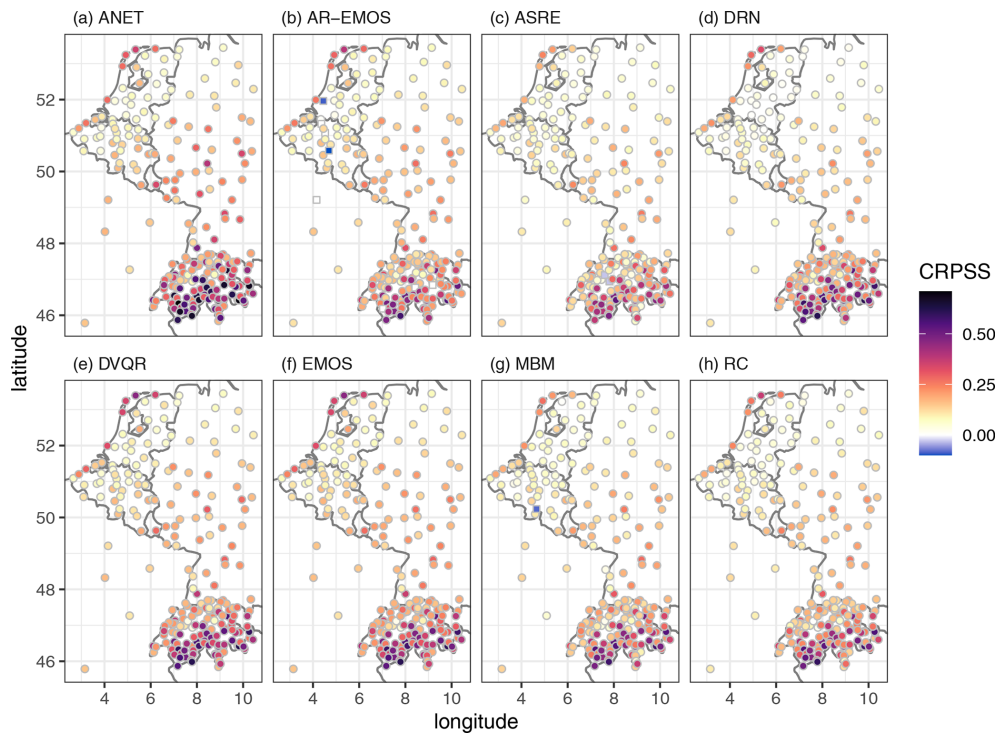 (a) ANET (b) AR−EMOS (c) ASRE (d) DRN
52
50
48
46
CRPSS
0.50
0.25
0.00
latitude
(e) DVQR (f) EMOS (g) MBM (h) RC
52
50
48
46
4 6 8 10 4 6 8 10 4 6 8 10 4 6 8 10
longitude